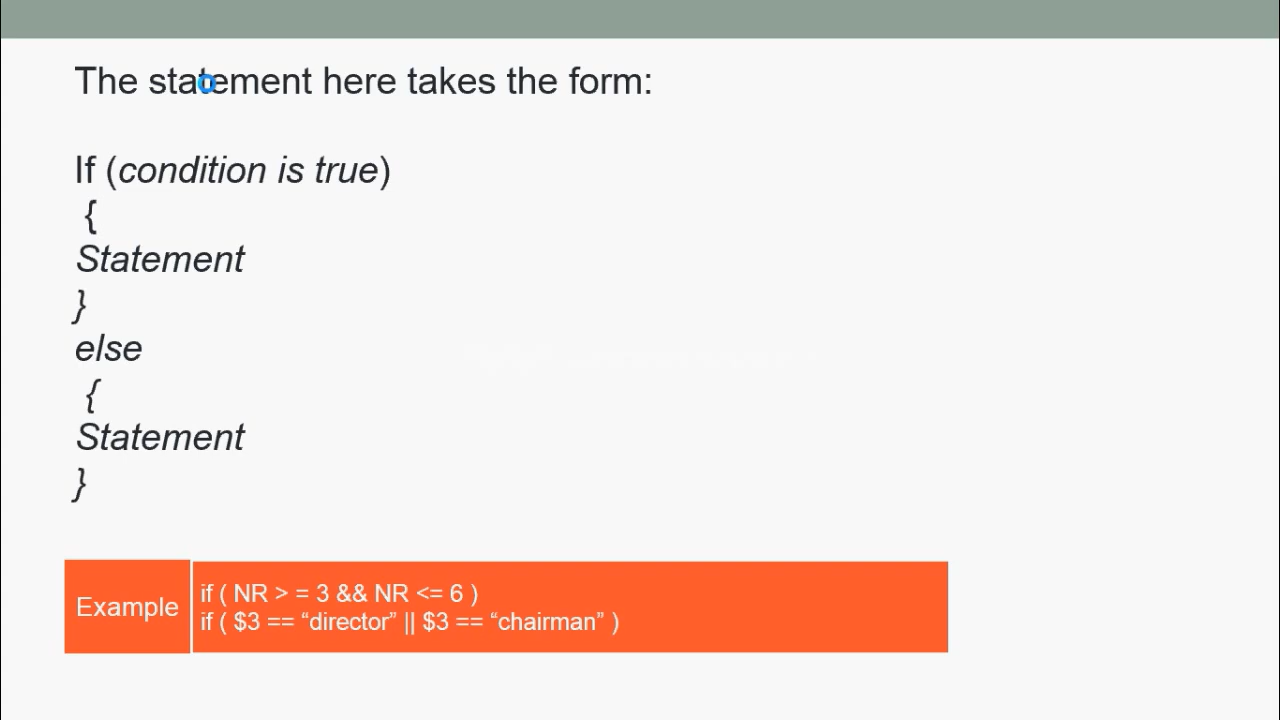 The statement here takes the form:
If (condition is true)
{
Statement
}
else
{
Statement
}
Example
if ( NR > = 3 && NR <= 6 )
if ( $3 == “director” || $3 == “chairman” )